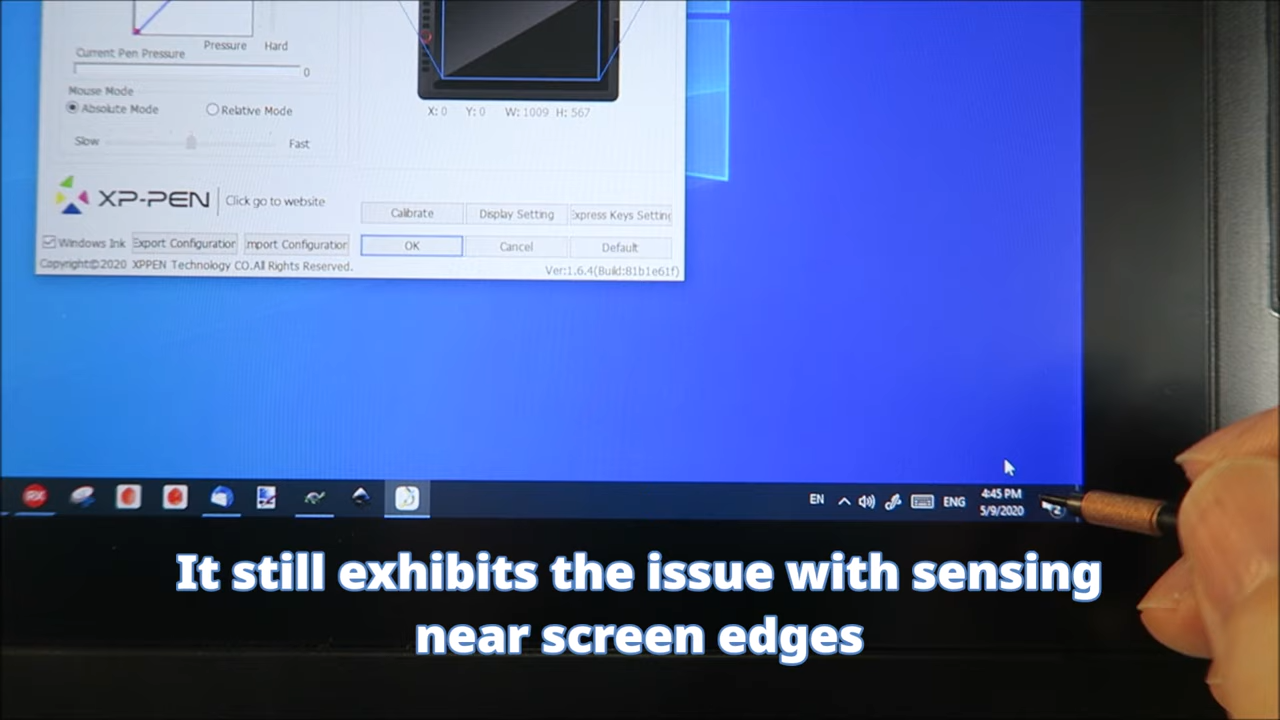 Pressure Hard
Current Pen Pressure
0
Mouse Mode
Absolute Mode Relative Mode
Slow Fast
X: 0 Y: 0 W: 1009 H: 567
XP-PEN Click go to website
Calibrate Display Setting Express Keys Setting
Windows Ink Export Configuration Import Configuration OK Cancel Default
Copyright©2020 XPPEN Technology CO.All Rights Reserved. Ver:1.6.4(Build:81b1e61f)
EN ENG 4:45 PM
5/9/2020 2
It still exhibits the issue with sensing
near screen edges